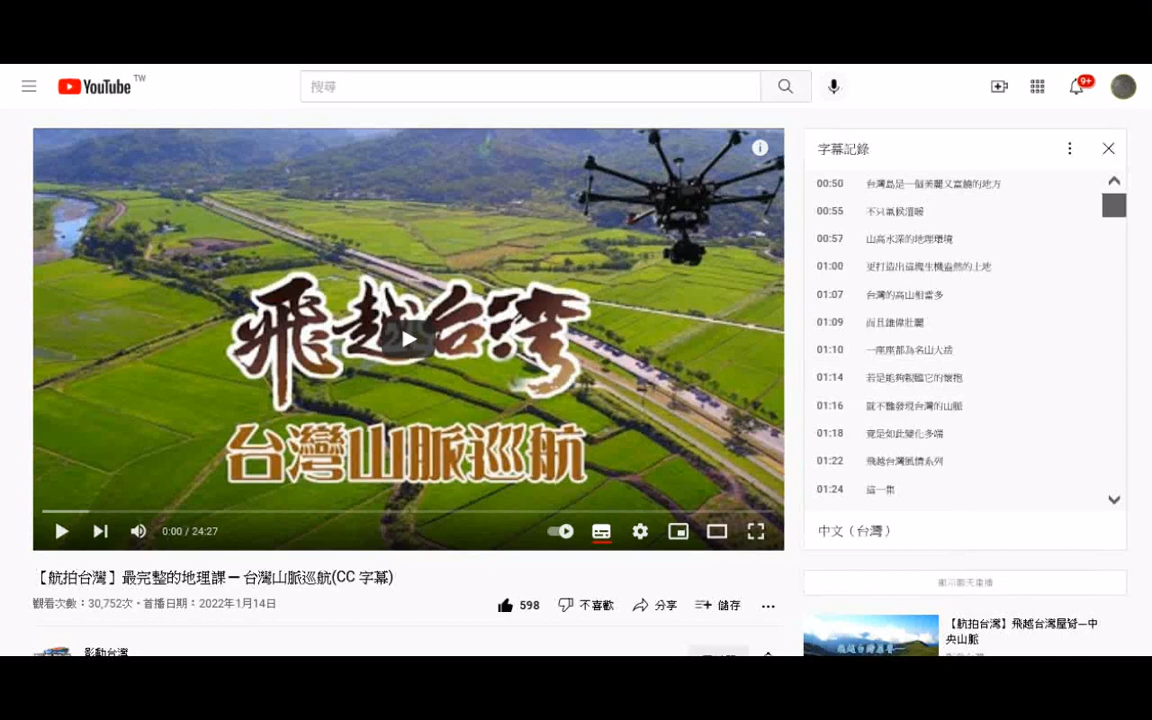 YouTube TW
搜尋
9+
飛越台灣
台灣山脈巡航
0:00 / 24:27
【航拍台灣】最完整的地理課－台灣山脈巡航(CC 字幕)
觀看次數：30,752次・首播日期：2022年1月14日
598 不喜歡 分享 儲存
影動台灣
字幕記錄
00:50 台灣島是一個美麗又富饒的地方
00:55 不只氣候溫暖
00:57 山高水深的地理環境
01:00 更打造出這塊生機盎然的土地
01:07 台灣的高山相當多
01:09 而且雄偉壯麗
01:10 一座座都為名山大岳
01:14 若是能夠親臨它的懷抱
01:16 就不難發現台灣的山脈
01:18 竟是如此變化多端
01:22 飛越台灣風情系列
01:24 這一集
中文（台灣）
顯示聊天重播
【航拍台灣】飛越台灣屋脊—中
央山脈